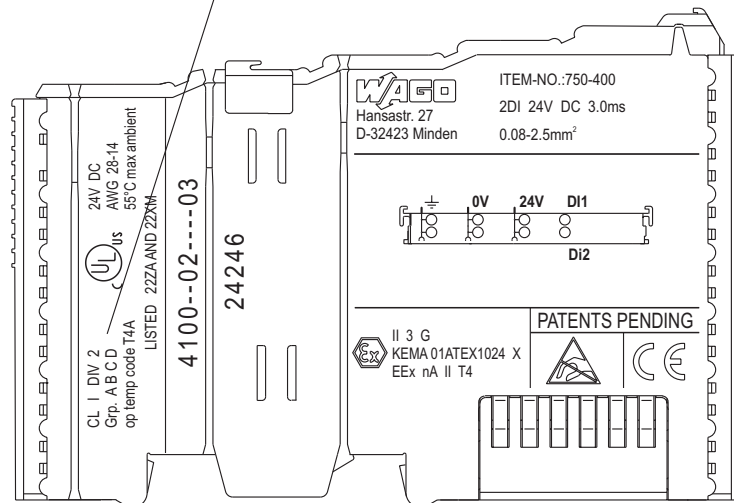 WAGO
Hansastr. 27
D-32423 Minden
ITEM-NO.:750-400
2DI 24V DC 3.0ms
0.08-2.5mm²
0V 24V DI1
Di2
II 3 G
KEMA 01ATEX1024 X
EEx nA II T4
Ex
PATENTS PENDING
CE
24V DC
AWG 28-14
55°C max ambient
LISTED 22ZA AND 22XM
C UL US
CL I DIV 2
Grp. A B C D
op temp code T4A
4100--02----03
24246